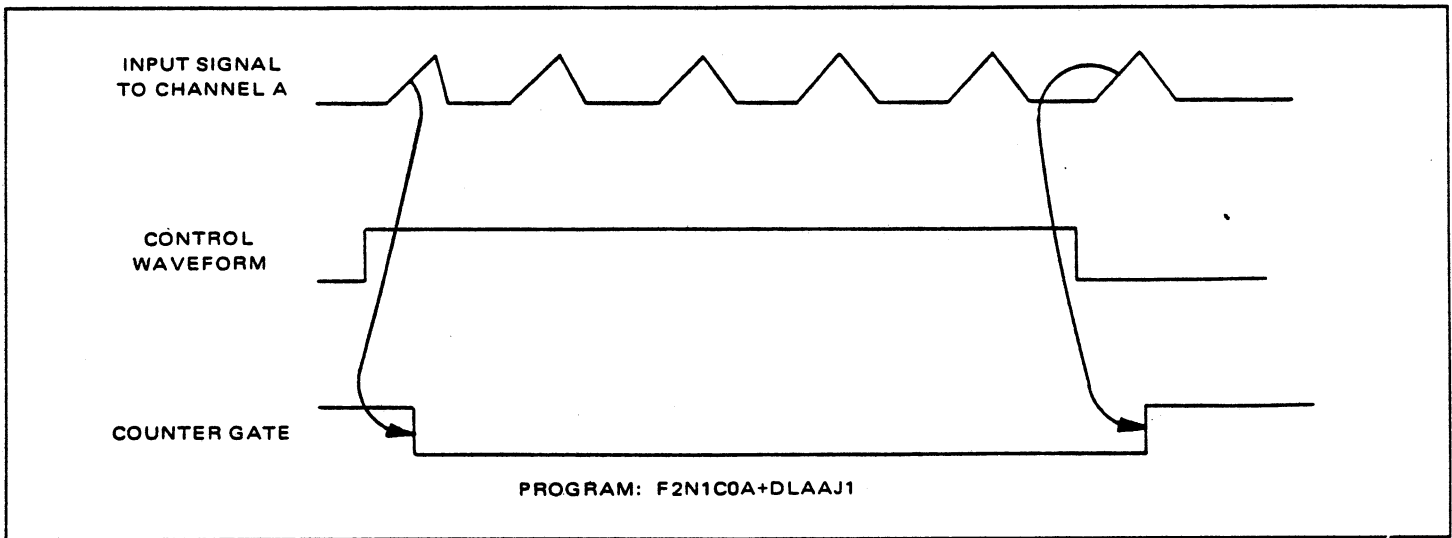 INPUT SIGNAL
TO CHANNEL A
CONTROL
WAVEFORM
COUNTER GATE
PROGRAM: F2N1C0A+DLAAJ1